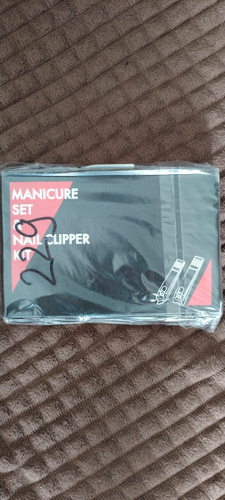 MANICURE
SET
&
NAIL CLIPPER
KIT
229